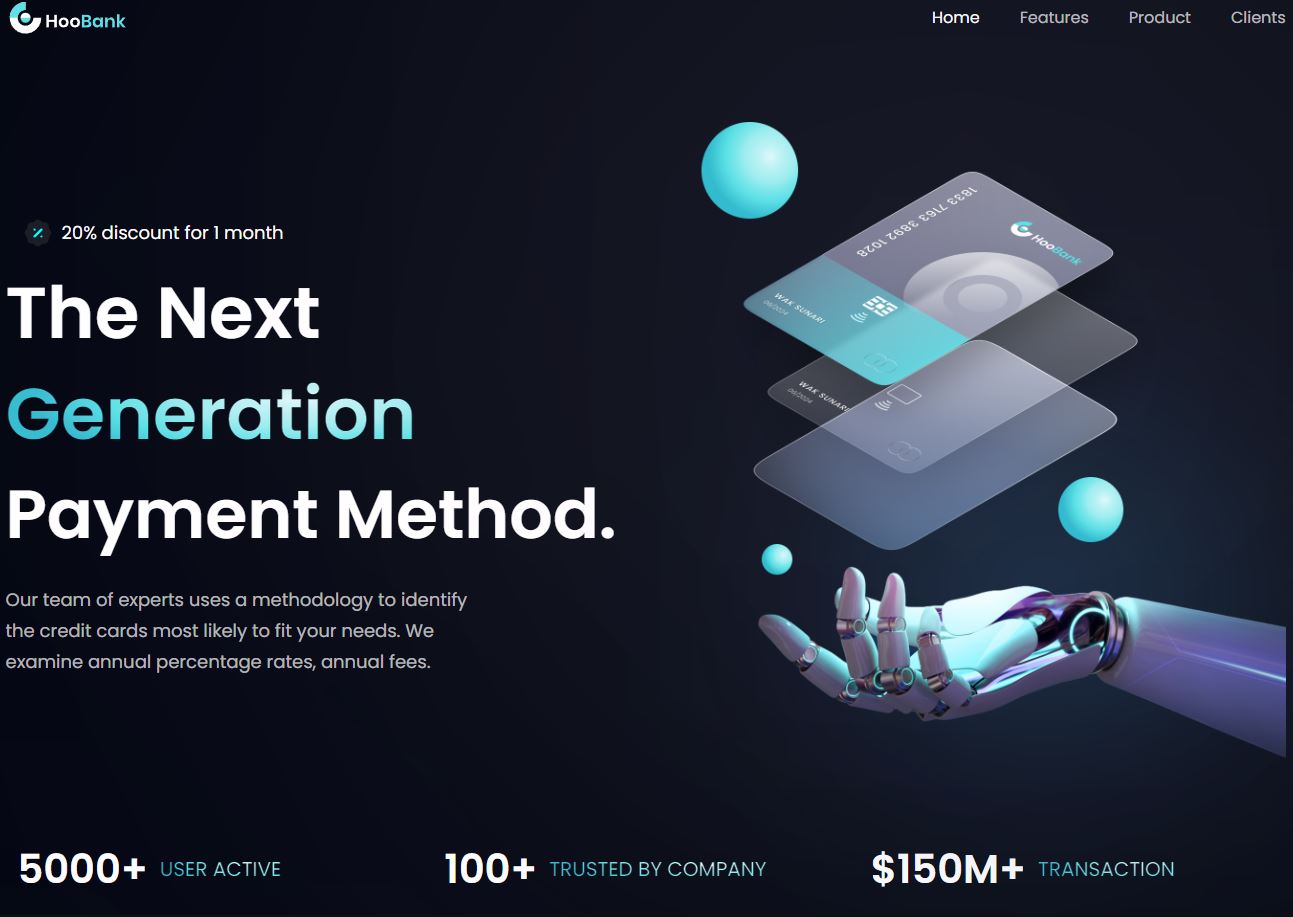 HooBank
Home Features Product Clients
20% discount for 1 month
The Next
Generation
Payment Method.
Our team of experts uses a methodology to identify
the credit cards most likely to fit your needs. We
examine annual percentage rates, annual fees.
1833 7163 3892 1028
HooBank
WAK SUNARI
06/2024
WAK SUNARI
06/2024
5000+ USER ACTIVE
100+ TRUSTED BY COMPANY
$150M+ TRANSACTION